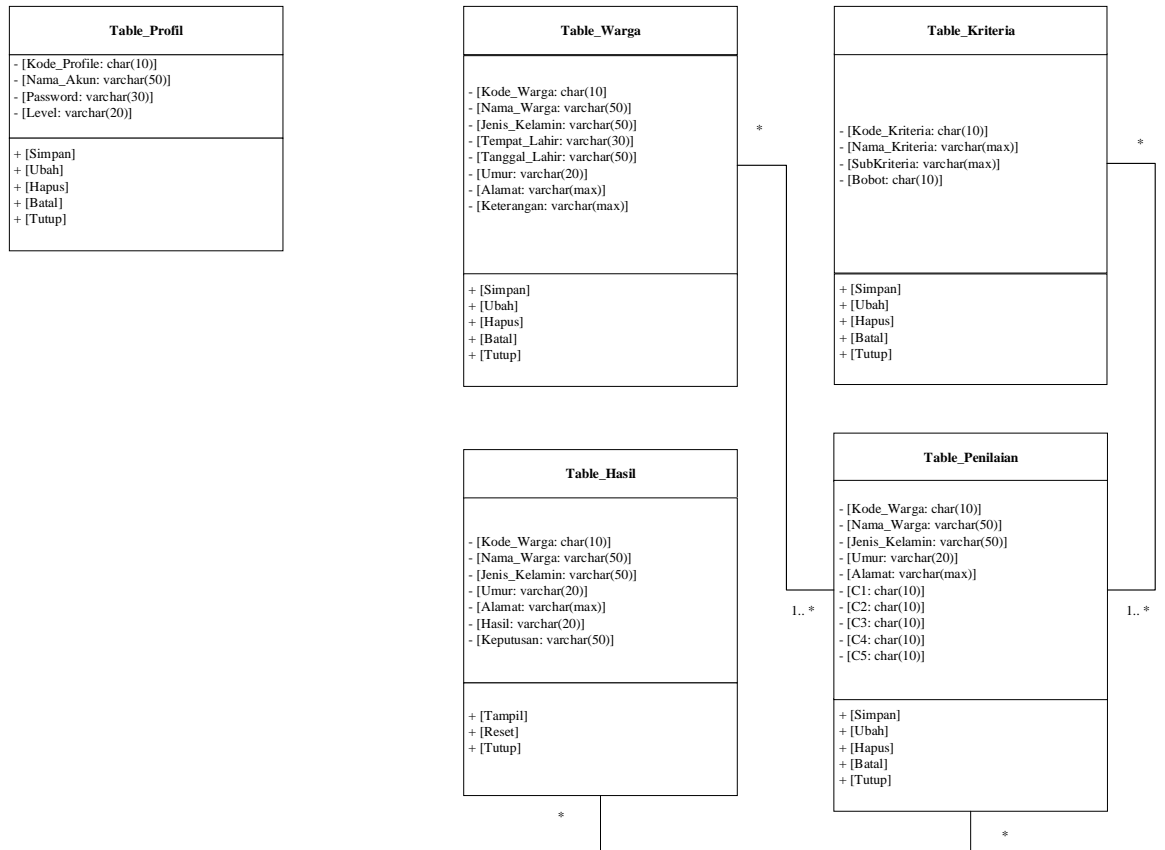 Table_Profil
- [Kode_Profile: char(10)]
- [Nama_Akun: varchar(50)]
- [Password: varchar(30)]
- [Level: varchar(20)]
+ [Simpan]
+ [Ubah]
+ [Hapus]
+ [Batal]
+ [Tutup]
Table_Warga
- [Kode_Warga: char(10]
- [Nama_Warga: varchar(50)]
- [Jenis_Kelamin: varchar(50)]
- [Tempat_Lahir: varchar(30)]
- [Tanggal_Lahir: varchar(50)]
- [Umur: varchar(20)]
- [Alamat: varchar(max)]
- [Keterangan: varchar(max)]
+ [Simpan]
+ [Ubah]
+ [Hapus]
+ [Batal]
+ [Tutup]
*
Table_Kriteria
- [Kode_Kriteria: char(10)]
- [Nama_Kriteria: varchar(max)]
- [SubKriteria: varchar(max)]
- [Bobot: char(10)]
+ [Simpan]
+ [Ubah]
+ [Hapus]
+ [Batal]
+ [Tutup]
*
Table_Hasil
- [Kode_Warga: char(10)]
- [Nama_Warga: varchar(50)]
- [Jenis_Kelamin: varchar(50)]
- [Umur: varchar(20)]
- [Alamat: varchar(max)]
- [Hasil: varchar(20)]
- [Keputusan: varchar(50)]
+ [Tampil]
+ [Reset]
+ [Tutup]
*
Table_Penilaian
- [Kode_Warga: char(10)]
- [Nama_Warga: varchar(50)]
- [Jenis_Kelamin: varchar(50)]
- [Umur: varchar(20)]
- [Alamat: varchar(max)]
- [C1: char(10)]
- [C2: char(10)]
- [C3: char(10)]
- [C4: char(10)]
- [C5: char(10)]
+ [Simpan]
+ [Ubah]
+ [Hapus]
+ [Batal]
+ [Tutup]
1.. *
1.. *
*